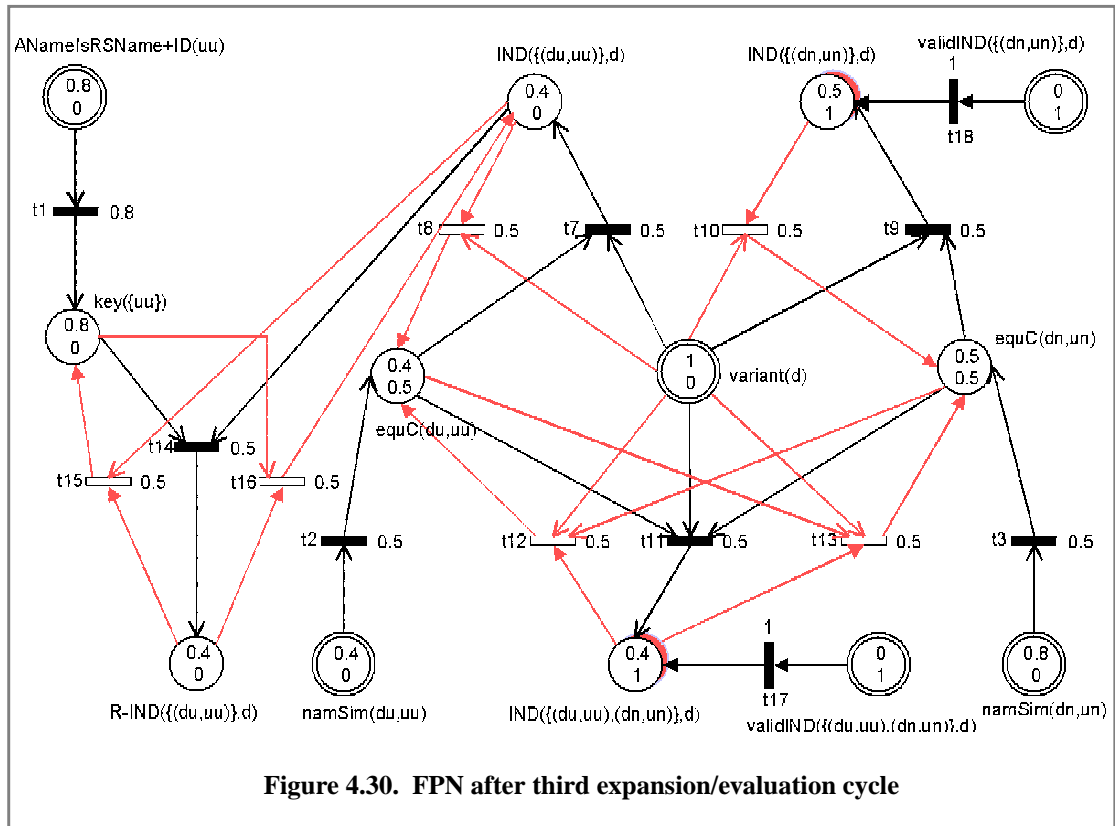 ANameIsRSName+ID(uu)
IND({(du,uu)},d)
IND({(dn,un)},d)
validIND({(dn,un)},d)
0.8
0
0.4
0
0.5
1
1
t18
0
1
t1
0.8
t8
0.5
t7
0.5
t10
0.5
t9
0.5
key({uu})
0.8
0
0.4
0.5
equC(du,uu)
1
0
variant(d)
equC(dn,un)
0.5
0.5
t14
0.5
t15
0.5
t16
0.5
t2
0.5
t12
0.5
t11
0.5
t13
0.5
t3
0.5
0.4
0
R-IND({(du,uu)},d)
0.4
0
namSim(du,uu)
0.4
1
IND({(du,uu),(dn,un)},d)
1
t17
0
1
validIND({(du,uu),(dn,un)},d)
0.8
0
namSim(dn,un)
Figure 4.30. FPN after third expansion/evaluation cycle